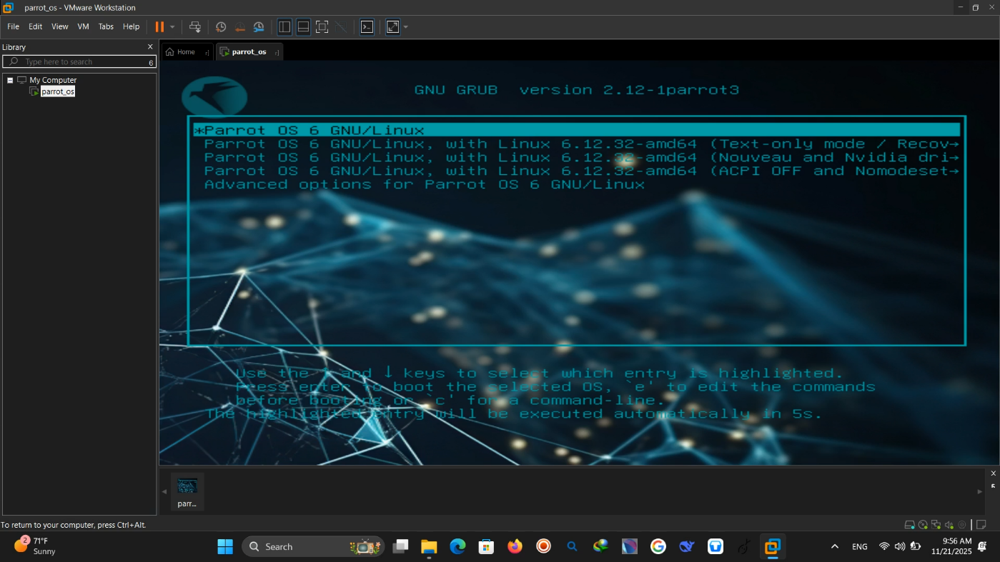 parrot_os - VMware Workstation
File Edit View VM Tabs Help
Library
Home
parrot_os
Type here to search
My Computer
parrot_os
GNU GRUB version 2.12-1parrot3
*Parrot OS 6 GNU/Linux
Parrot OS 6 GNU/Linux, with Linux 6.12.32-amd64 (Text-only mode / Recov→
Parrot OS 6 GNU/Linux, with Linux 6.12.32-amd64 (Nouveau and Nvidia dri→
Parrot OS 6 GNU/Linux, with Linux 6.12.32-amd64 (ACPI OFF and Nomodeset→
Advanced options for Parrot OS 6 GNU/Linux
Use the ↑ and ↓ keys to select which entry is highlighted.
Press enter to boot the selected OS, `e' to edit the commands
before booting or `c' for a command-line.
The highlighted entry will be executed automatically in 5s.
parr...
To return to your computer, press Ctrl+Alt.
2
71°F
Sunny
Search
ENG
9:56 AM
11/21/2025